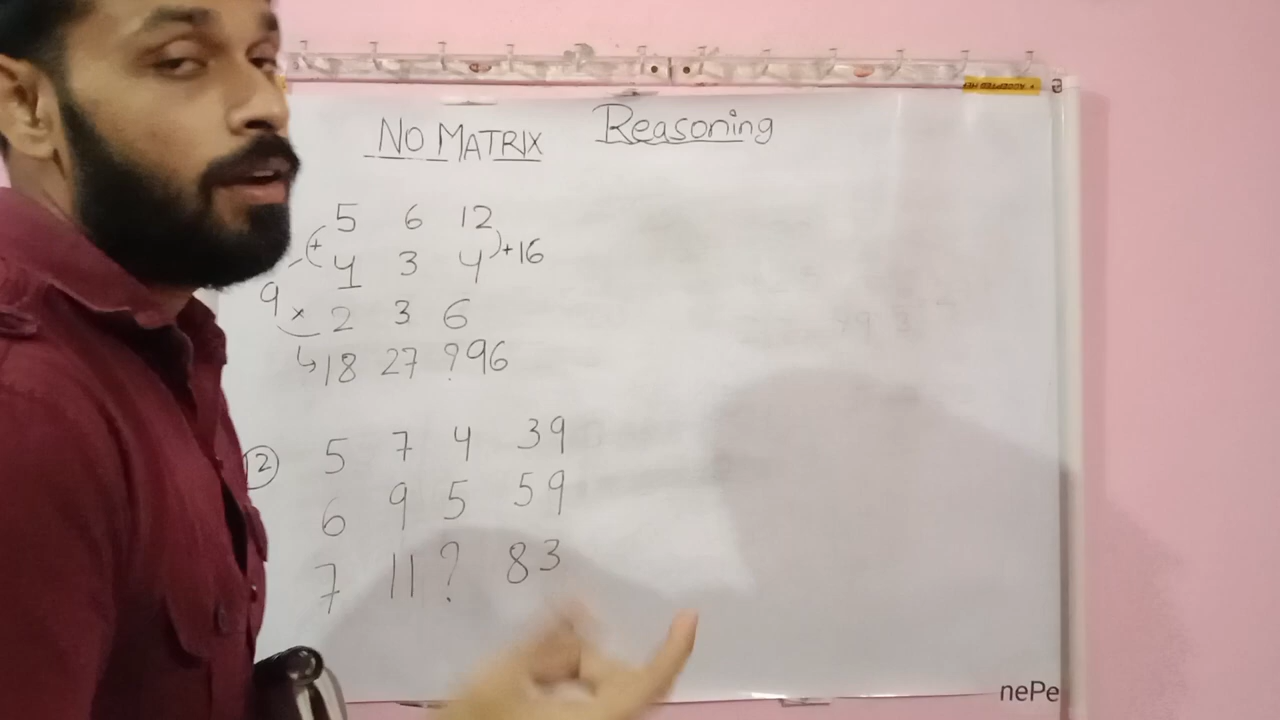 NO MATRIX Reasoning
5 6 12
+ 4 3 4 +16
9 × 2 3 6
18 27 ? 96
2 5 7 4 39
6 9 5 59
7 11 ? 83
nePe